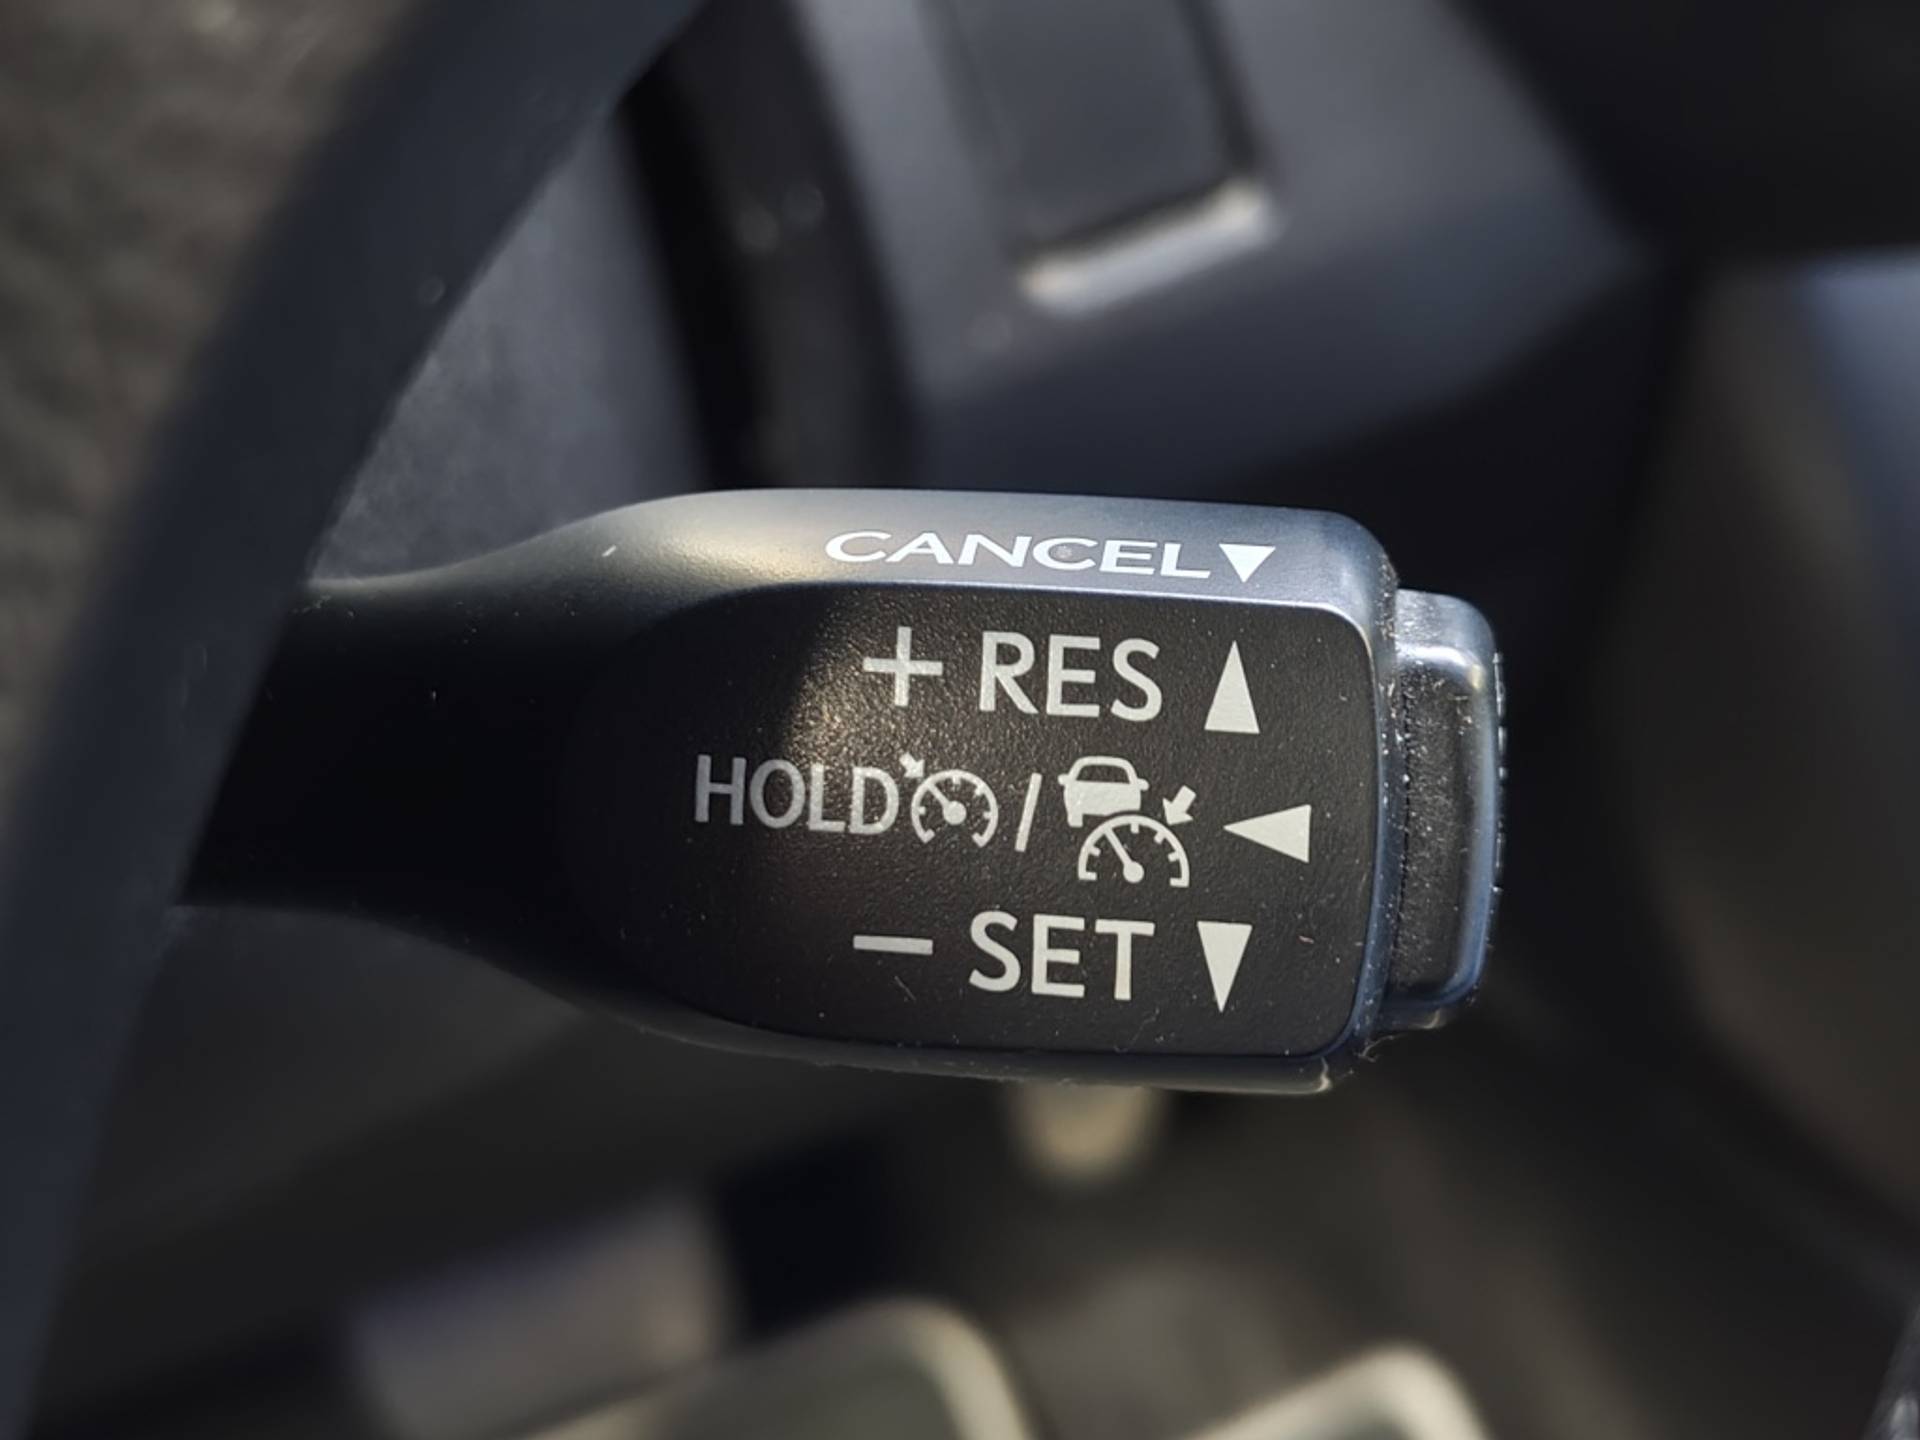 CANCEL
+ RES
HOLD /
− SET